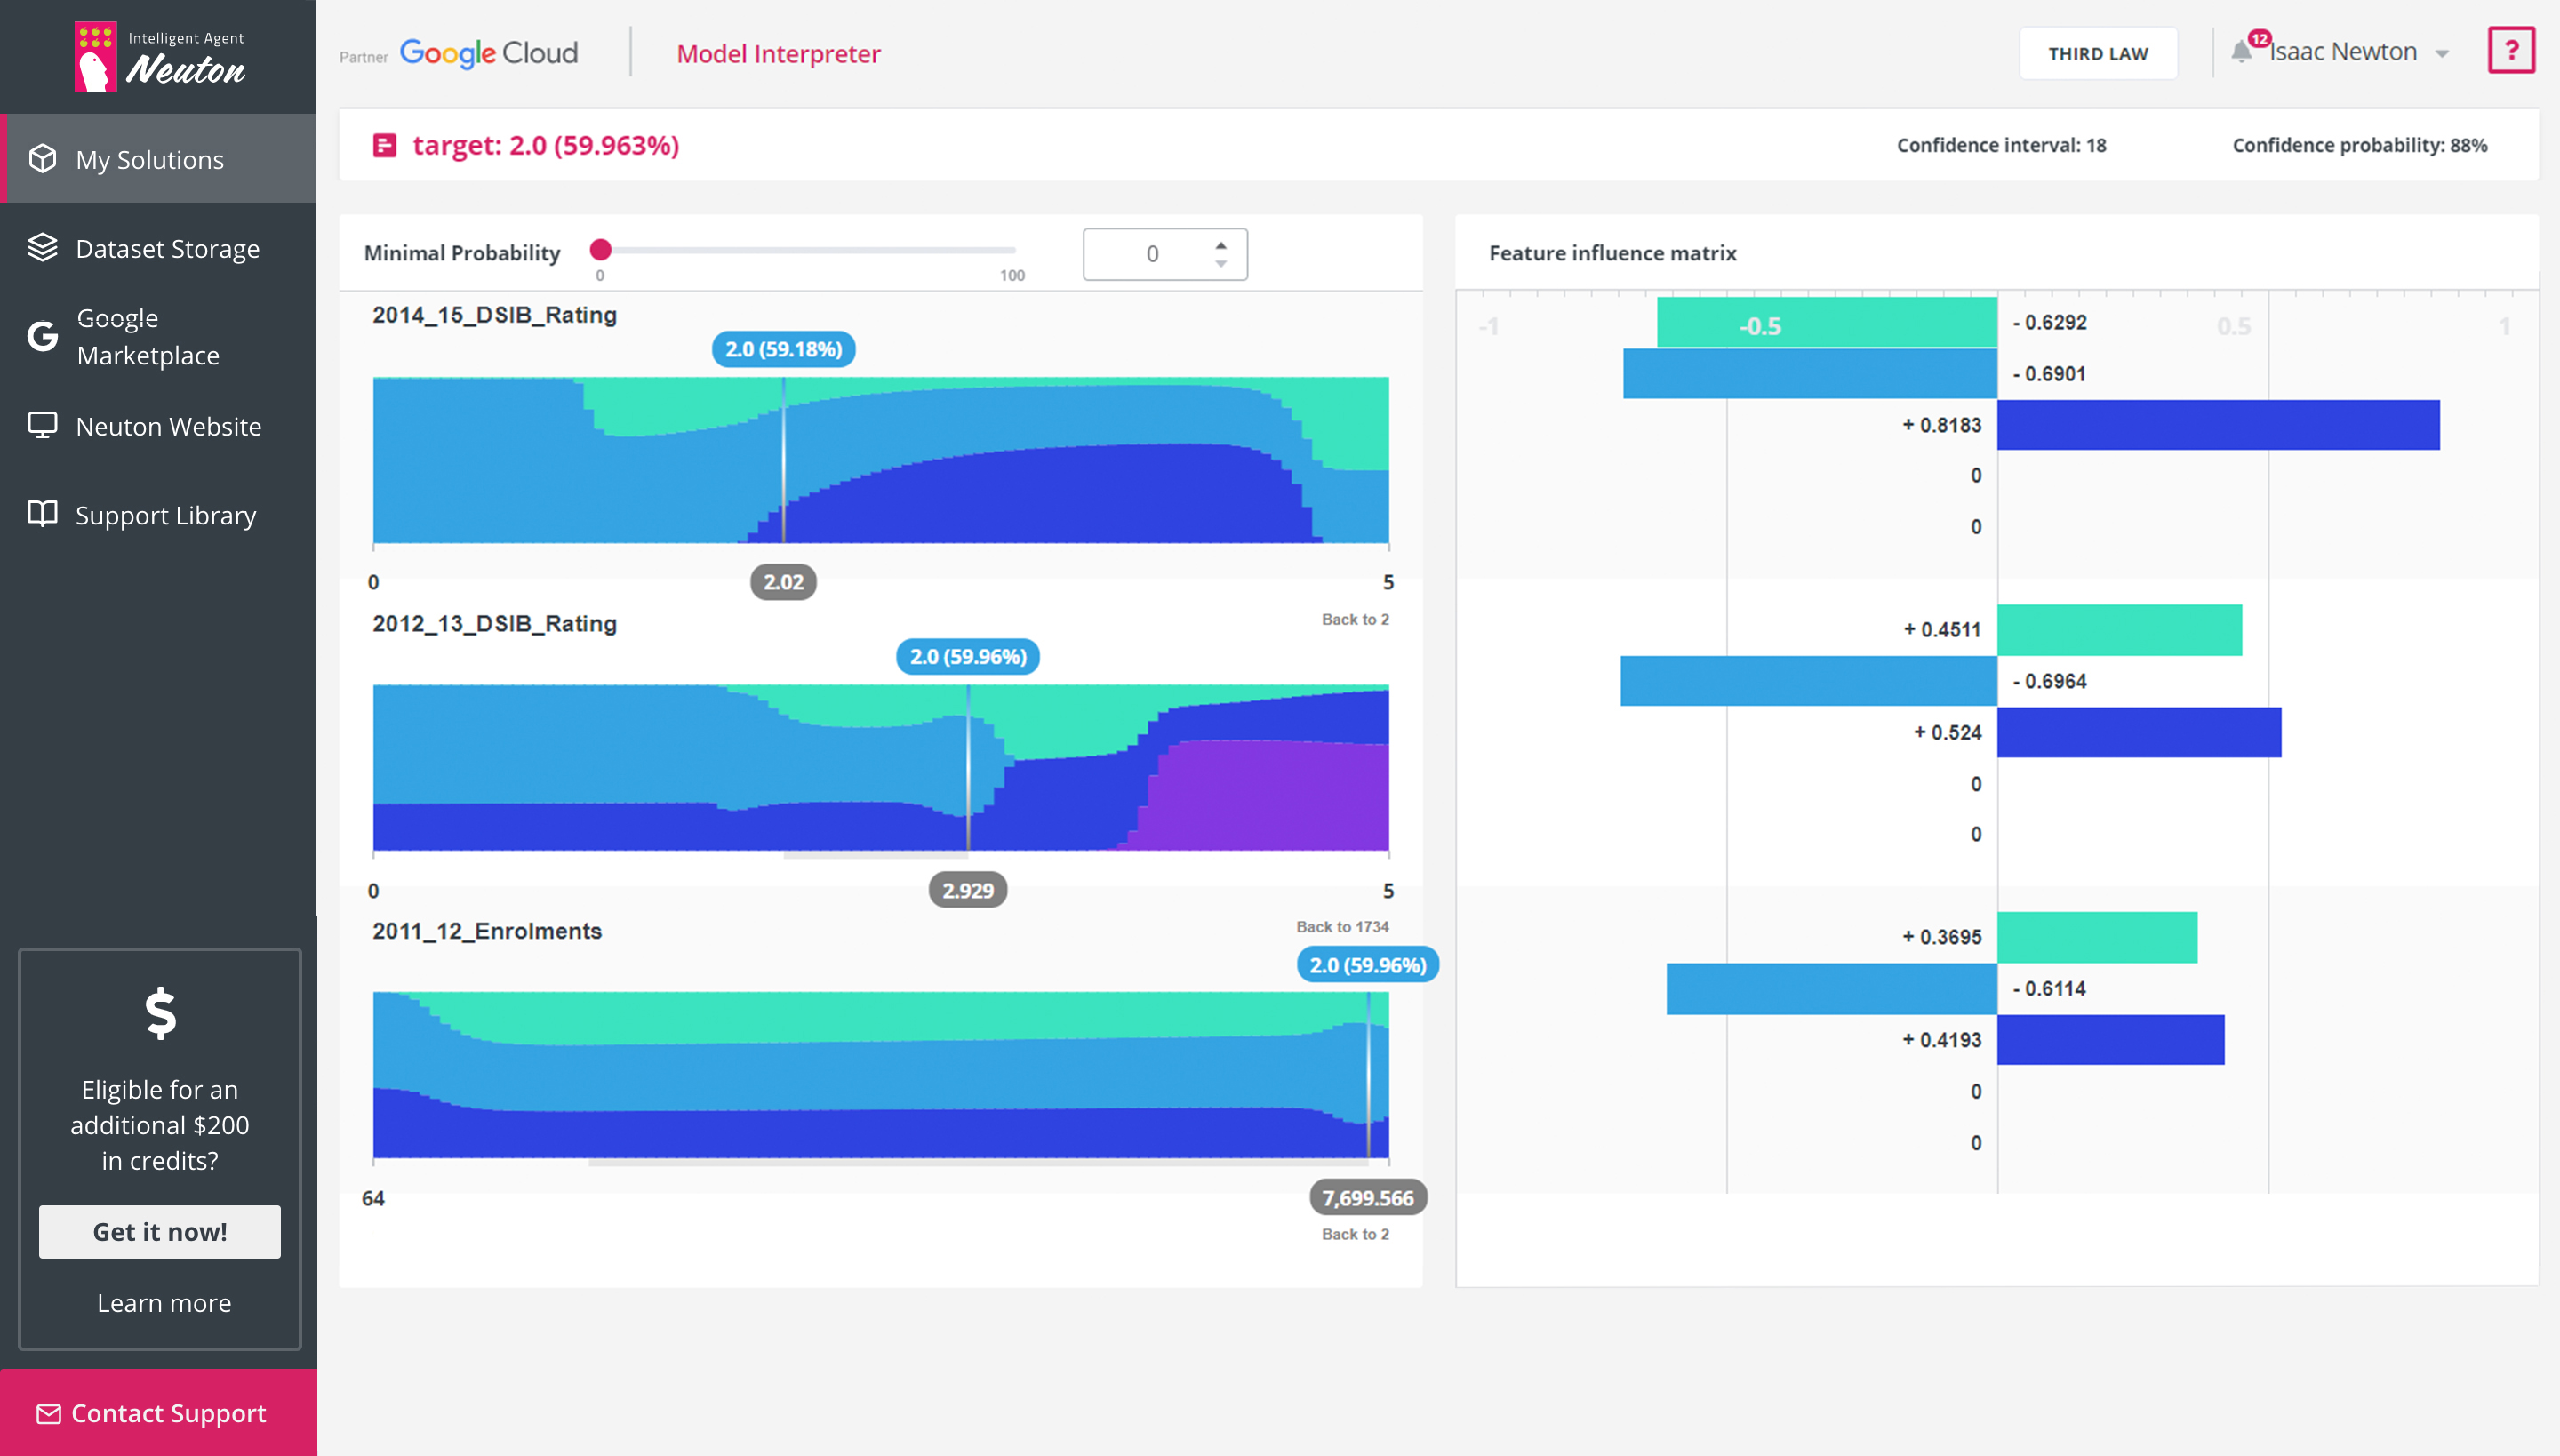 Intelligent Agent
Neuton
My Solutions
Dataset Storage
Google
Marketplace
Neuton Website
Support Library
$
Eligible for an
additional $200
in credits?
Get it now!
Learn more
Contact Support
Partner Google Cloud
Model Interpreter
THIRD LAW
12
Isaac Newton
?
target: 2.0 (59.963%)
Confidence interval: 18
Confidence probability: 88%
Minimal Probability
0
100
0
2014_15_DSIB_Rating
2.0 (59.18%)
0
2.02
5
Back to 2
2012_13_DSIB_Rating
2.0 (59.96%)
0
2.929
5
Back to 1734
2011_12_Enrolments
2.0 (59.96%)
64
7,699.566
Back to 2
Feature influence matrix
-1
-0.5
0.5
1
- 0.6292
- 0.6901
+ 0.8183
0
0
+ 0.4511
- 0.6964
+ 0.524
0
0
+ 0.3695
- 0.6114
+ 0.4193
0
0